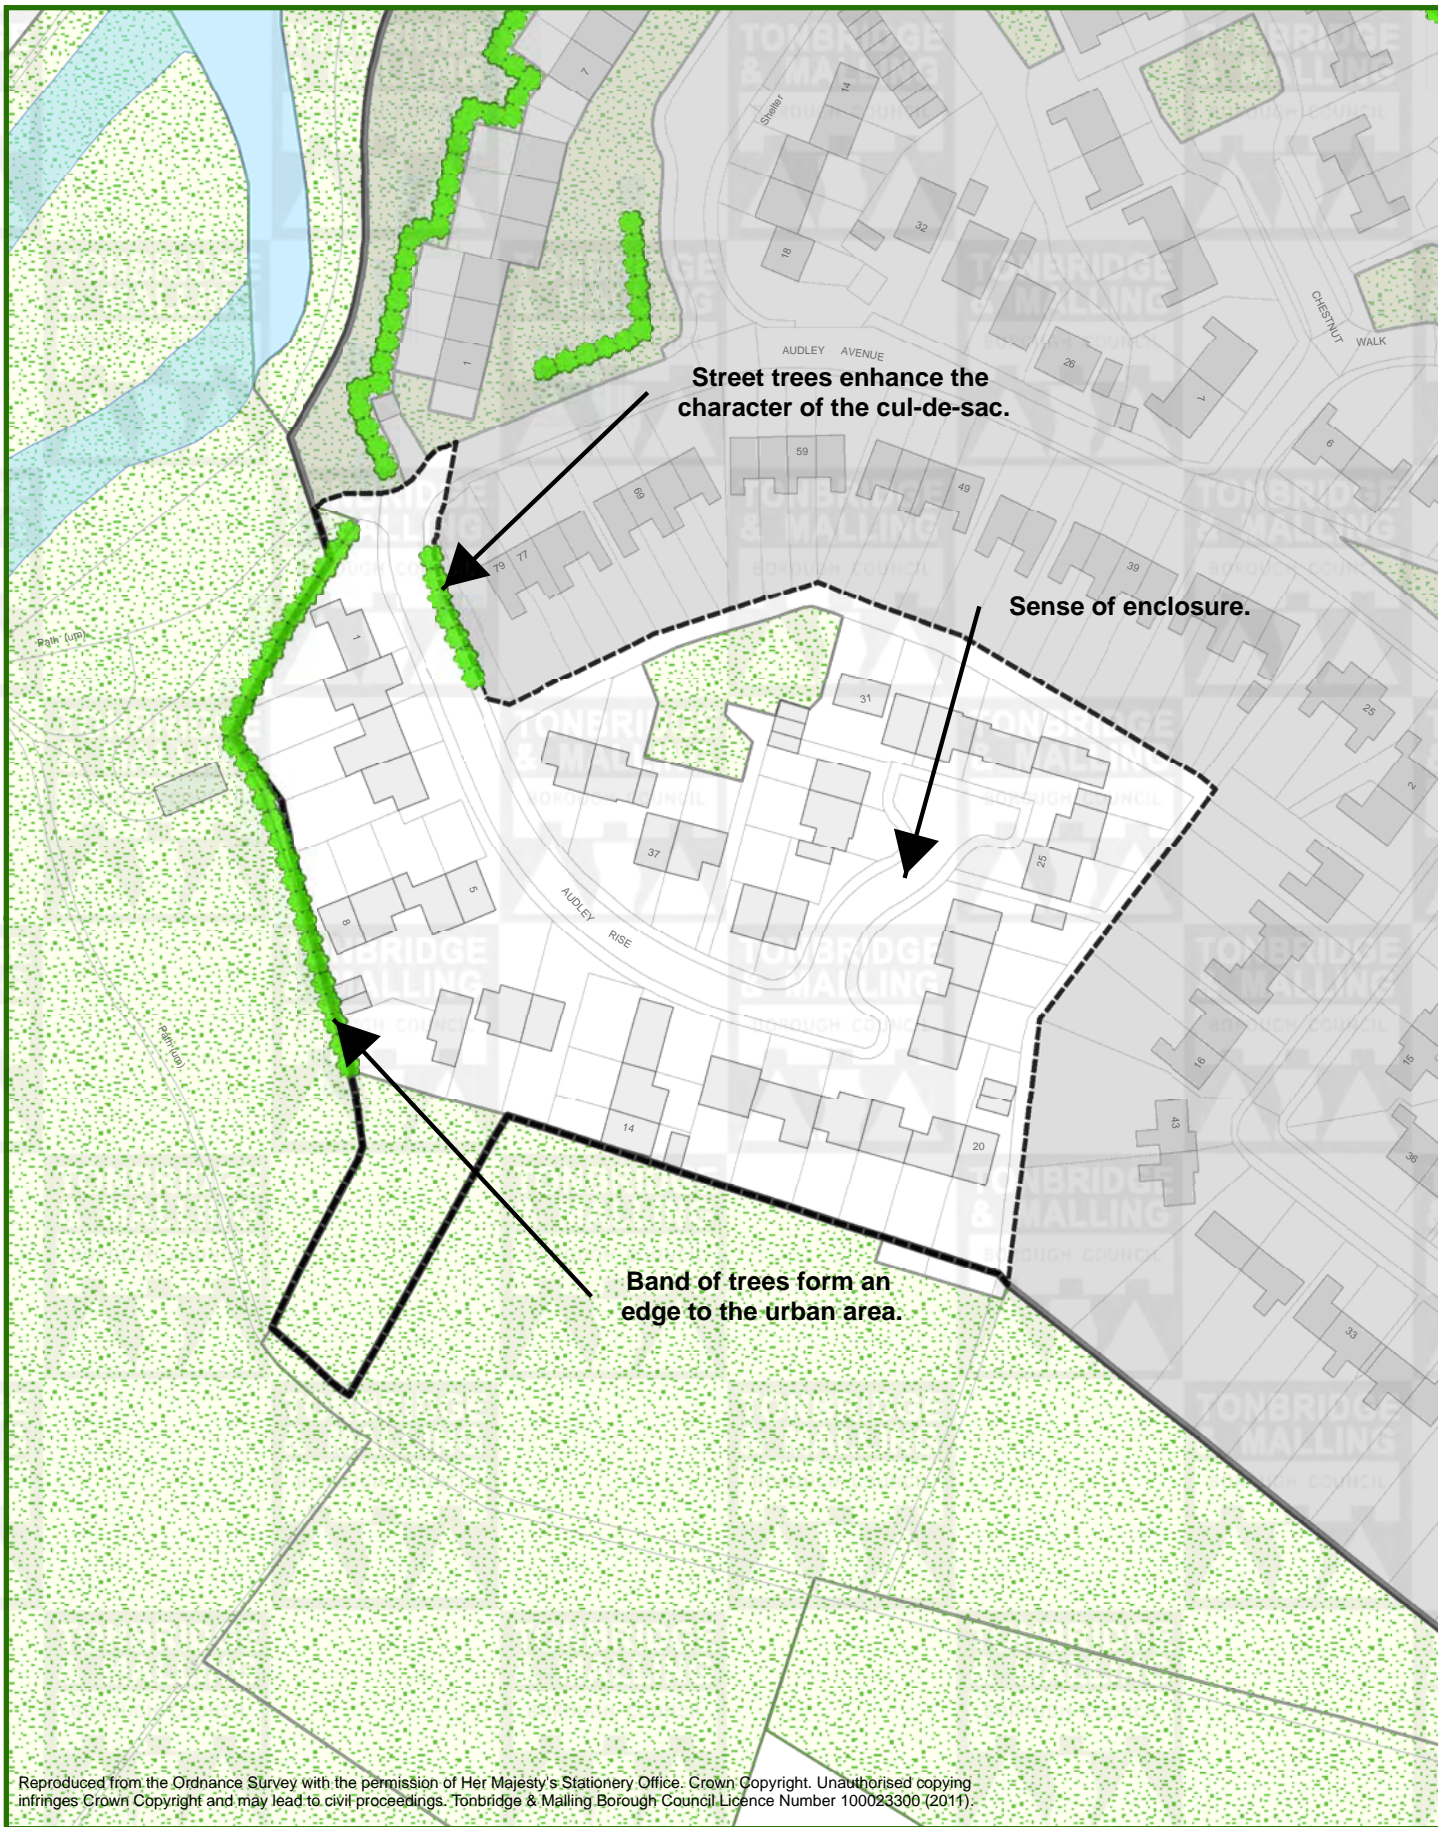 7
14
Shelter
32
18
CHESTNUT
WALK
AUDLEY AVENUE
1
26
1
Street trees enhance the
character of the cul-de-sac.
6
59
69
49
77
79
39
Sense of enclosure.
Path (um)
1
31
25
2
37
25
5
8
AUDLEY
RISE
Path (um)
16
15
14
20
43
36
Band of trees form an
edge to the urban area.
33
TONBRIDGE
& MALLING
BOROUGH COUNCIL
Reproduced from the Ordnance Survey with the permission of Her Majesty's Stationery Office. Crown Copyright. Unauthorised copying
infringes Crown Copyright and may lead to civil proceedings. Tonbridge & Malling Borough Council Licence Number 100023300 (2011).